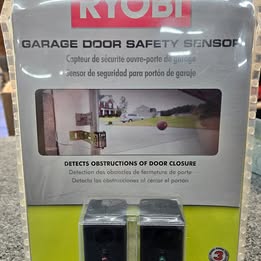 RYOBI
GARAGE DOOR SAFETY SENSOR
Capteur de sécurité ouvre-porte de garage
Sensor de seguridad para portón de garaje
DETECTS OBSTRUCTIONS OF DOOR CLOSURE
Détection des obstacles de fermeture de porte
Detecta las obstrucciones al cerrar el portón
3